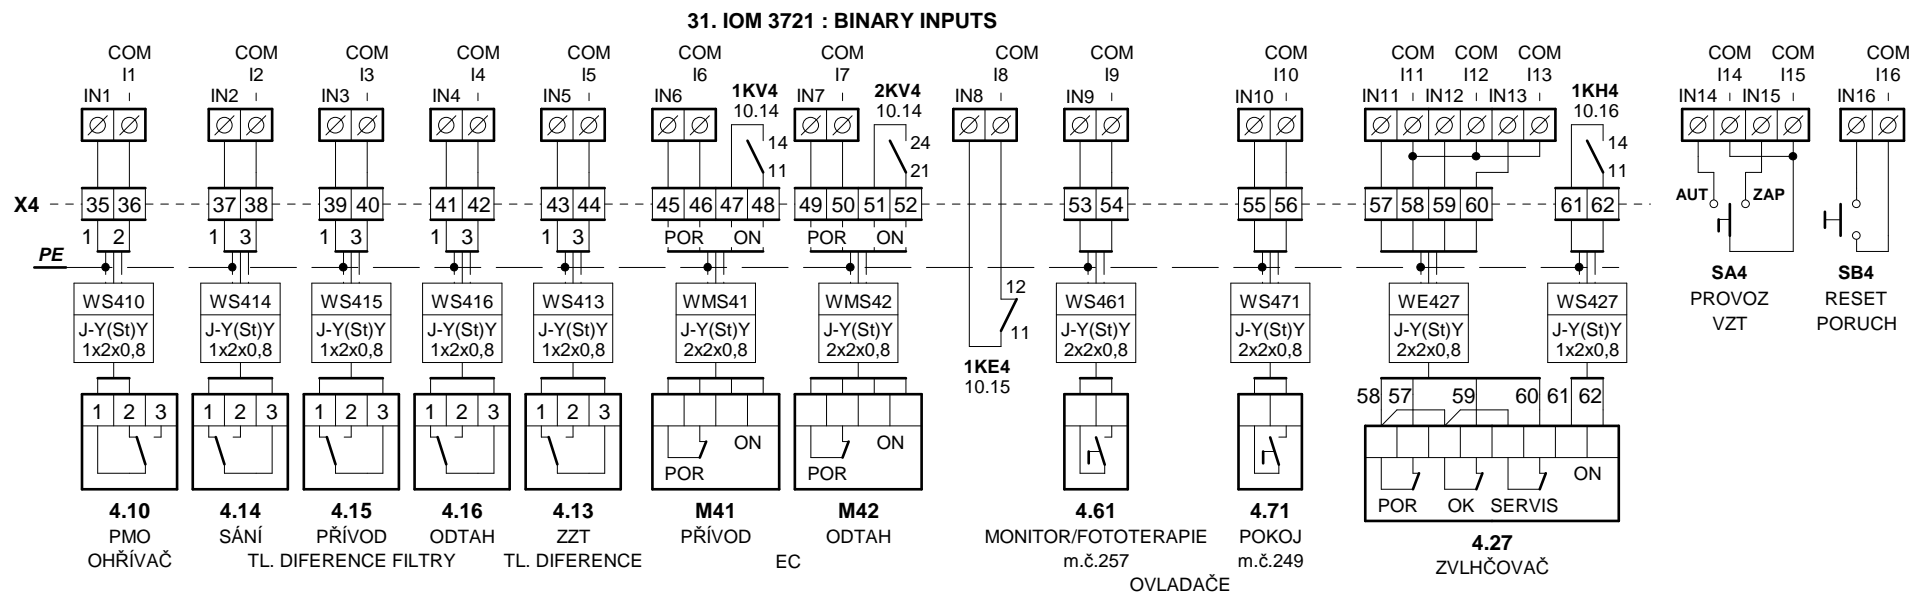 31. IOM 3721 : BINARY INPUTS
COM COM COM COM COM COM COM COM COM COM COM COM COM COM COM COM
I1 I2 I3 I4 I5 I6 I7 I8 I9 I10 I11 I12 I13 I14 I15 I16
IN1 IN2 IN3 IN4 IN5 IN6 1KV4 IN7 2KV4 IN8 IN9 IN10 IN11 IN12 IN13 1KH4 IN14 IN15 IN16
10.14 10.14 10.16
14 24 14
11 21 11
X4 35 36 37 38 39 40 41 42 43 44 45 46 47 48 49 50 51 52 53 54 55 56 57 58 59 60 61 62 AUT ZAP
1 2 1 3 1 3 1 3 1 3 POR ON POR ON
PE
SA4 SB4
PROVOZ RESET
VZT PORUCH
12
11
1KE4
10.15
WS410 WS414 WS415 WS416 WS413 WMS41 WMS42 WS461 WS471 WE427 WS427
J-Y(St)Y J-Y(St)Y J-Y(St)Y J-Y(St)Y J-Y(St)Y J-Y(St)Y J-Y(St)Y J-Y(St)Y J-Y(St)Y J-Y(St)Y J-Y(St)Y
1x2x0,8 1x2x0,8 1x2x0,8 1x2x0,8 1x2x0,8 2x2x0,8 2x2x0,8 2x2x0,8 2x2x0,8 2x2x0,8 1x2x0,8
58 57 59 60 61 62
1 2 3 1 2 3 1 2 3 1 2 3 1 2 3
ON ON
POR POR
ON
POR OK SERVIS
4.10 4.14 4.15 4.16 4.13 M41 M42 4.61 4.71
PMO SÁNÍ PŘÍVOD ODTAH ZZT PŘÍVOD ODTAH MONITOR/FOTOTERAPIE POKOJ
4.27
OHŘÍVAČ TL. DIFERENCE FILTRY TL. DIFERENCE EC m.č.257 m.č.249
ZVLHČOVAČ
OVLADAČE